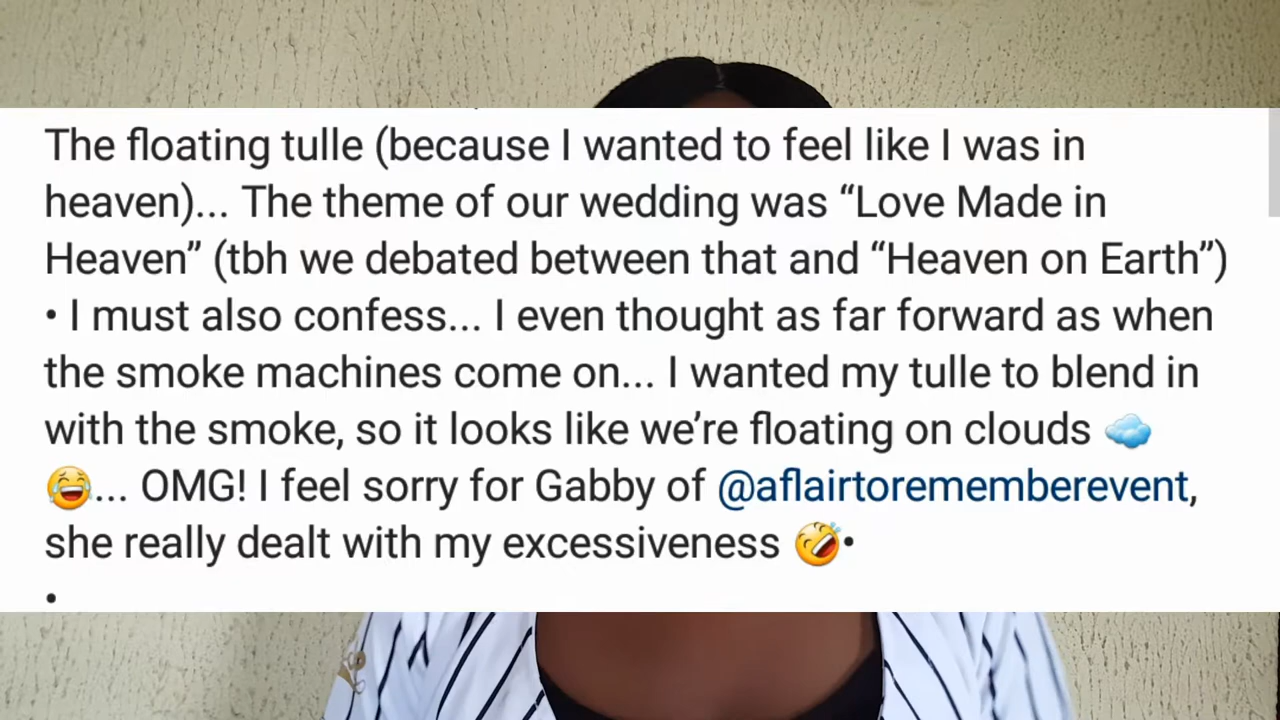 The floating tulle (because I wanted to feel like I was in
heaven)... The theme of our wedding was “Love Made in
Heaven” (tbh we debated between that and “Heaven on Earth”)
• I must also confess... I even thought as far forward as when
the smoke machines come on... I wanted my tulle to blend in
with the smoke, so it looks like we’re floating on clouds ☁️
😂... OMG! I feel sorry for Gabby of @aflairtorememberevent,
she really dealt with my excessiveness 🤣•
•